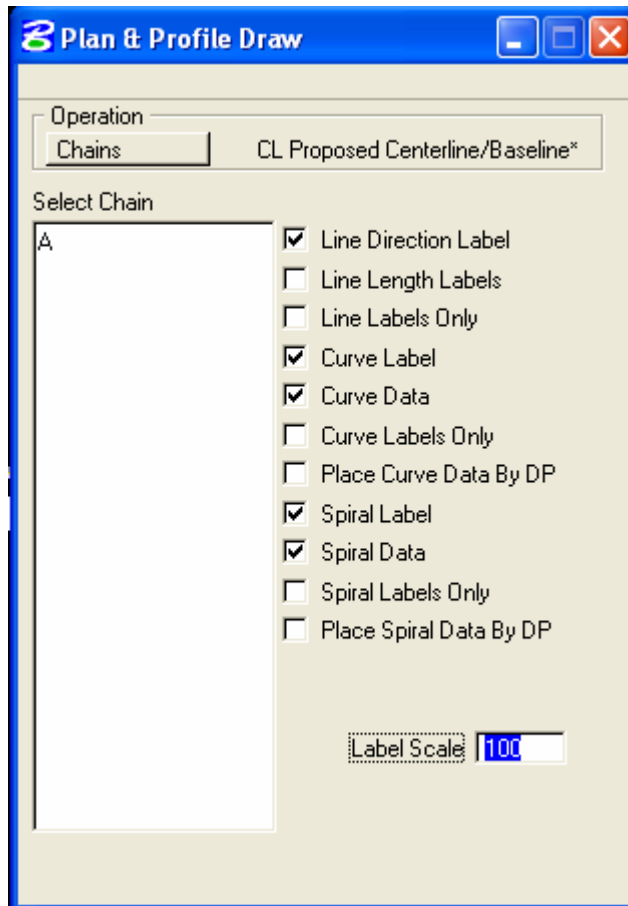 Plan & Profile Draw
Operation
Chains CL Proposed Centerline/Baseline*
Select Chain
A
Line Direction Label
Line Length Labels
Line Labels Only
Curve Label
Curve Data
Curve Labels Only
Place Curve Data By DP
Spiral Label
Spiral Data
Spiral Labels Only
Place Spiral Data By DP
Label Scale 100